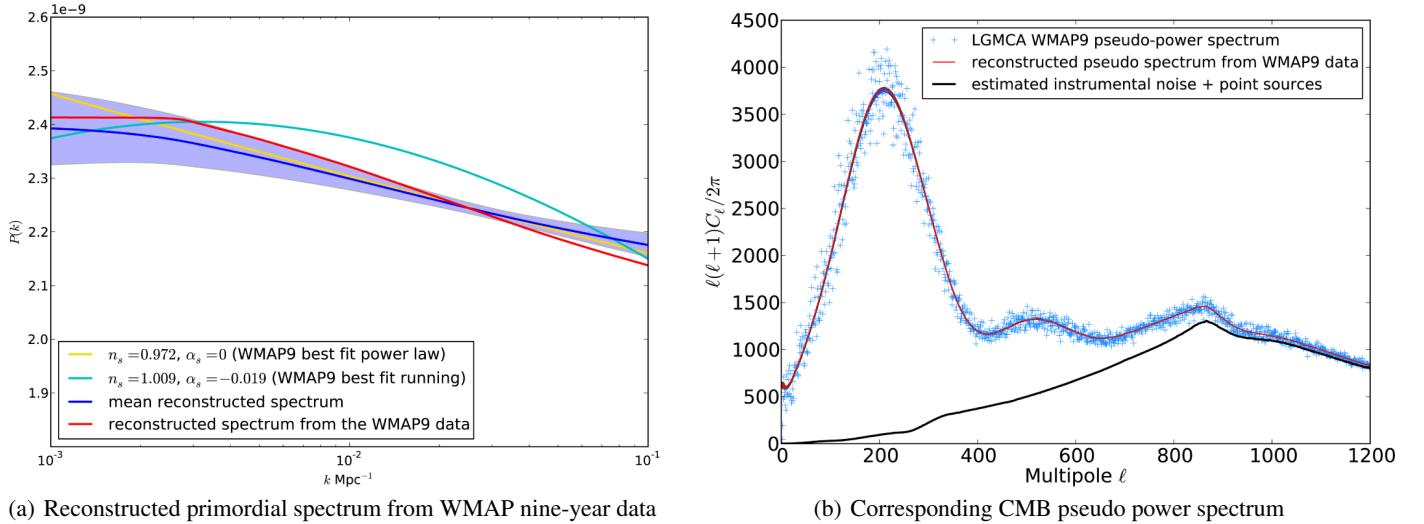 2.6 1e−9
2.5
2.4
2.3
2.2
2.1
2.0
1.9
P(k)
n_s =0.972, α_s =0 (WMAP9 best fit power law)
n_s =1.009, α_s =−0.019 (WMAP9 best fit running)
mean reconstructed spectrum
reconstructed spectrum from the WMAP9 data
10^-3 10^-2 10^-1
k Mpc^−1
(a) Reconstructed primordial spectrum from WMAP nine-year data
4500
4000
3500
3000
2500
2000
1500
1000
500
0
ℓ(ℓ+1)C_ℓ/2π
LGMCA WMAP9 pseudo-power spectrum
reconstructed pseudo spectrum from WMAP9 data
estimated instrumental noise + point sources
0 200 400 600 800 1000 1200
Multipole ℓ
(b) Corresponding CMB pseudo power spectrum